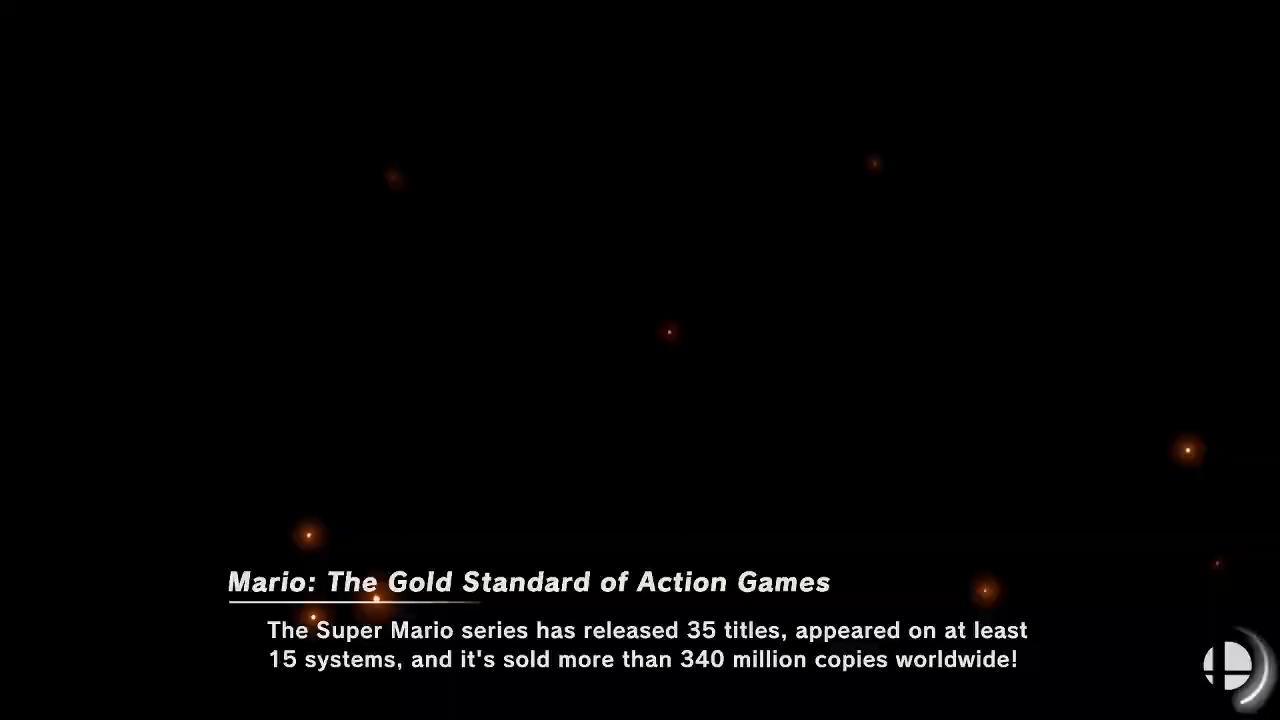 Mario: The Gold Standard of Action Games
The Super Mario series has released 35 titles, appeared on at least
15 systems, and it's sold more than 340 million copies worldwide!